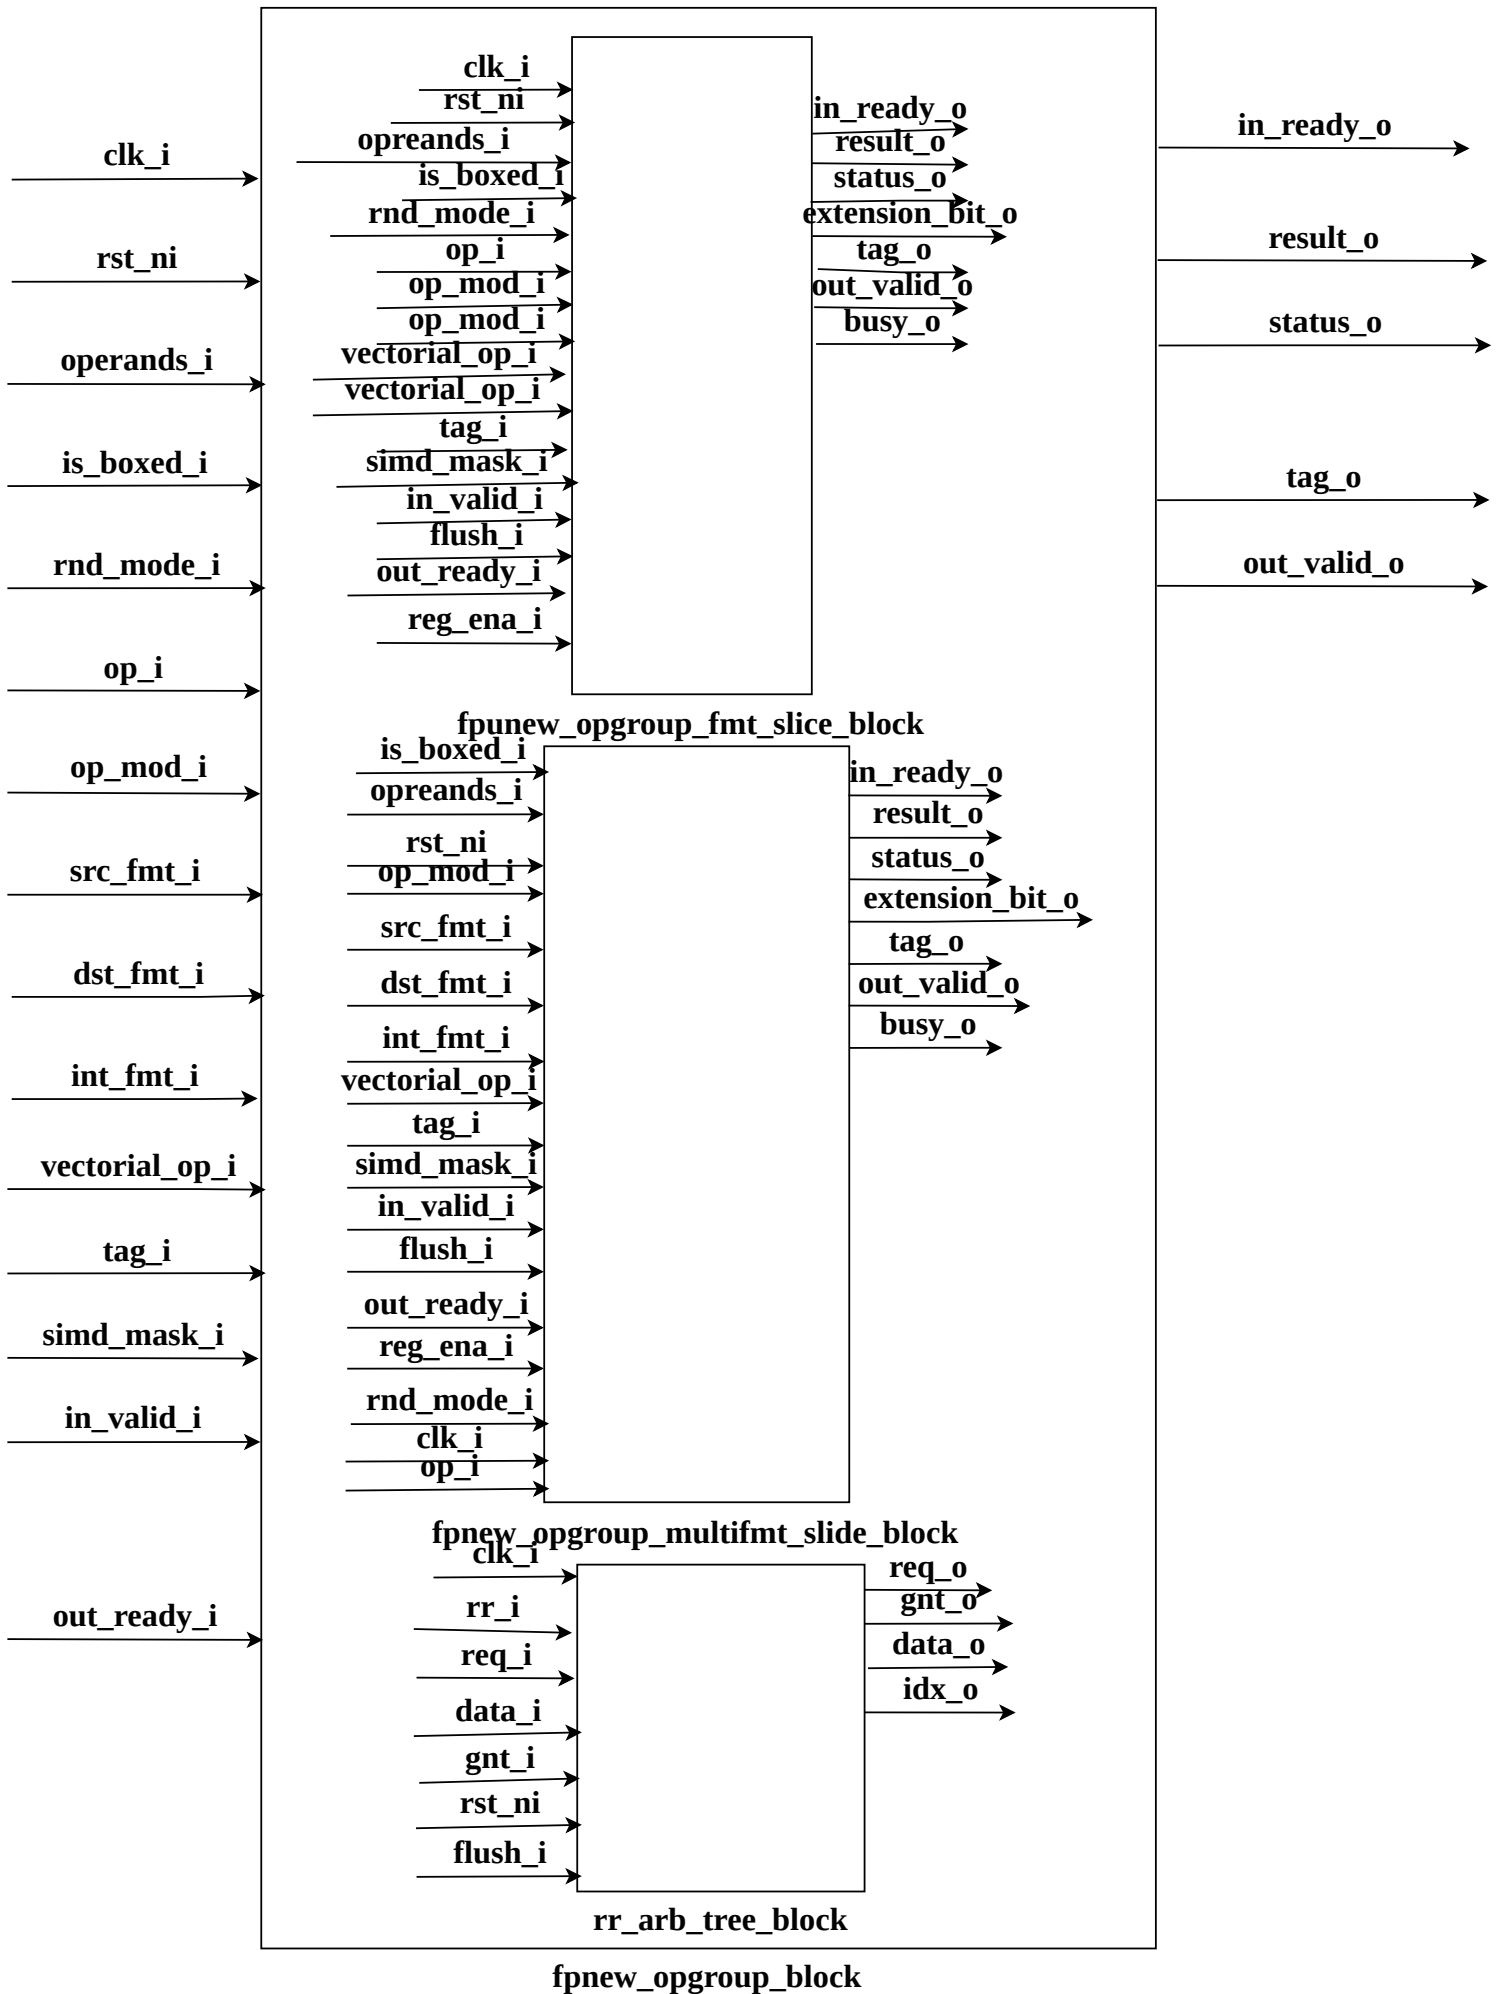 clk_i
rst_ni
operands_i
is_boxed_i
rnd_mode_i
op_i
op_mod_i
src_fmt_i
dst_fmt_i
int_fmt_i
vectorial_op_i
tag_i
simd_mask_i
in_valid_i
out_ready_i
clk_i
rst_ni
opreands_i
is_boxed_i
rnd_mode_i
op_i
op_mod_i
op_mod_i
vectorial_op_i
vectorial_op_i
tag_i
simd_mask_i
in_valid_i
flush_i
out_ready_i
reg_ena_i
in_ready_o
result_o
status_o
extension_bit_o
tag_o
out_valid_o
busy_o
fpunew_opgroup_fmt_slice_block
is_boxed_i
opreands_i
rst_ni
op_mod_i
src_fmt_i
dst_fmt_i
int_fmt_i
vectorial_op_i
tag_i
simd_mask_i
in_valid_i
flush_i
out_ready_i
reg_ena_i
rnd_mode_i
clk_i
op_i
in_ready_o
result_o
status_o
extension_bit_o
tag_o
out_valid_o
busy_o
fpnew_opgroup_multifmt_slide_block
clk_i
rr_i
req_i
data_i
gnt_i
rst_ni
flush_i
req_o
gnt_o
data_o
idx_o
rr_arb_tree_block
fpnew_opgroup_block
in_ready_o
result_o
status_o
tag_o
out_valid_o